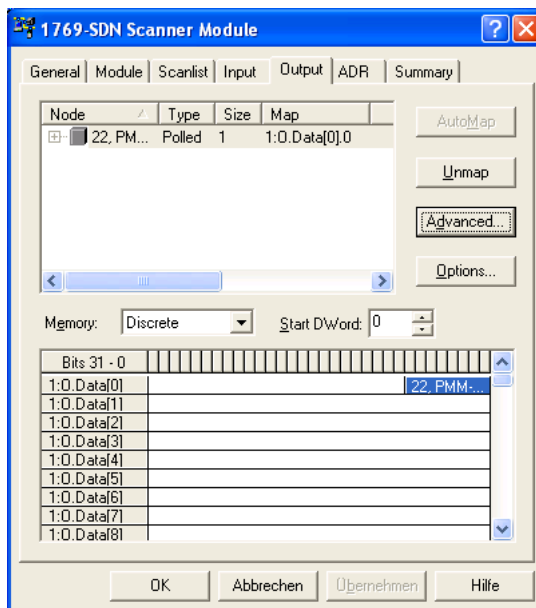 1769-SDN Scanner Module
General Module Scanlist Input Output ADR Summary
Node Type Size Map
22, PM... Polled 1 1:O.Data[0].0
AutoMap
Unmap
Advanced...
Options...
Memory: Discrete Start DWord: 0
Bits 31 - 0
1:O.Data[0] 22, PMM-...
1:O.Data[1]
1:O.Data[2]
1:O.Data[3]
1:O.Data[4]
1:O.Data[5]
1:O.Data[6]
1:O.Data[7]
1:O.Data[8]
OK Abbrechen Übernehmen Hilfe